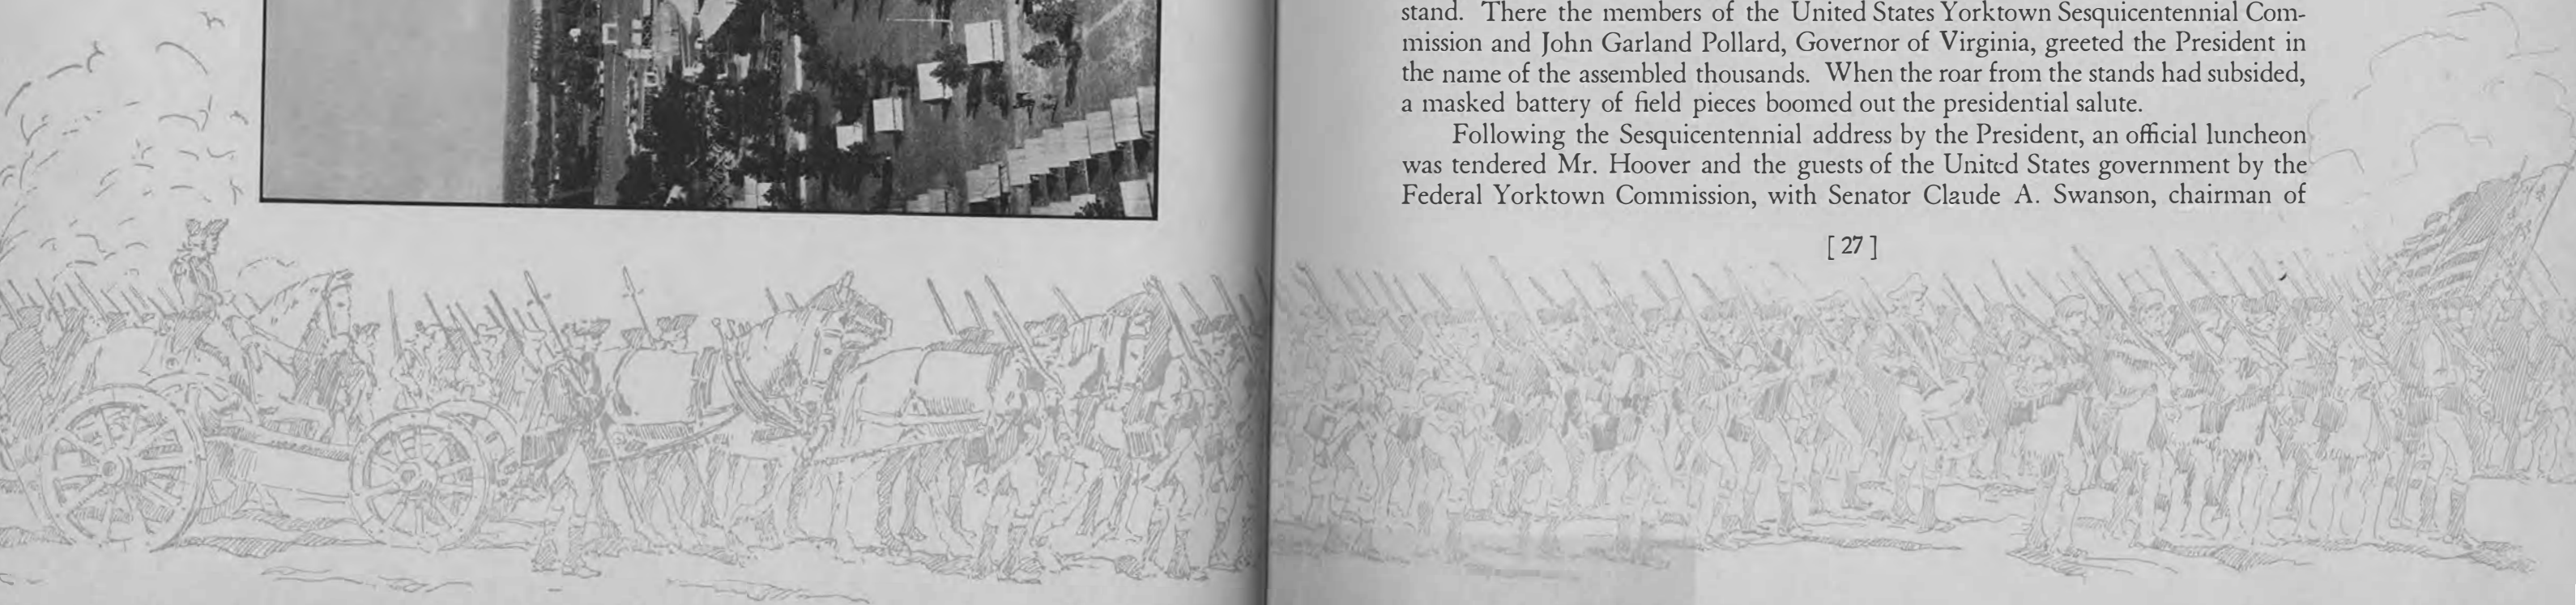 stand. There the members of the United States Yorktown Sesquicentennial Com-
mission and John Garland Pollard, Governor of Virginia, greeted the President in
the name of the assembled thousands. When the roar from the stands had subsided,
a masked battery of field pieces boomed out the presidential salute.
Following the Sesquicentennial address by the President, an official luncheon
was tendered Mr. Hoover and the guests of the United States government by the
Federal Yorktown Commission, with Senator Claude A. Swanson, chairman of
[ 27 ]